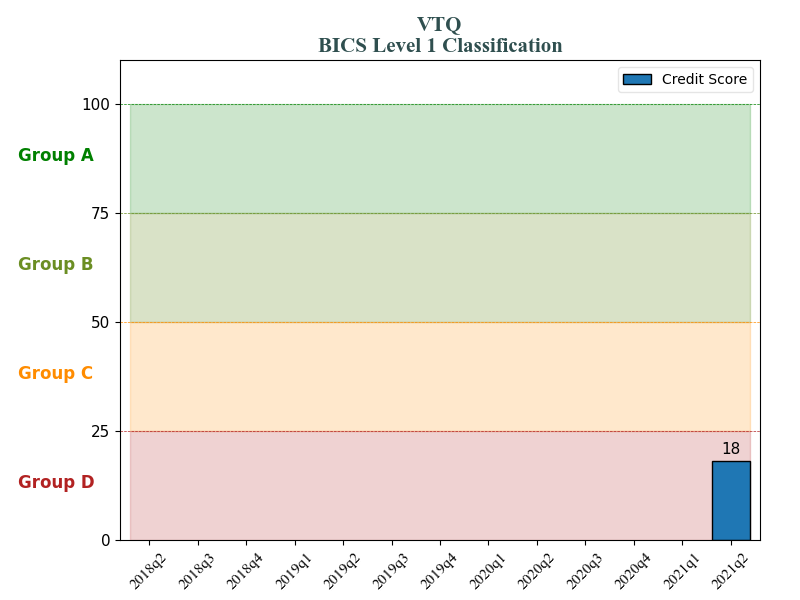 VTQ
BICS Level 1 Classification
Credit Score
100
Group A
75
Group B
50
Group C
25
18
Group D
0
2018q2 2018q3 2018q4 2019q1 2019q2 2019q3 2019q4 2020q1 2020q2 2020q3 2020q4 2021q1 2021q2